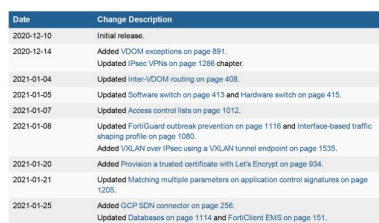 Date Change Description
2020-12-10 Initial release.
2020-12-14 Added VDOM exceptions on page 891.
Updated IPsec VPNs on page 1286 chapter.
2021-01-04 Updated Inter-VDOM routing on page 408.
2021-01-05 Updated Software switch on page 413 and Hardware switch on page 415.
2021-01-07 Updated Access control lists on page 1012.
2021-01-08 Updated FortiGuard outbreak prevention on page 1116 and Interface-based traffic
shaping profile on page 1080.
Added VXLAN over IPsec using a VXLAN tunnel endpoint on page 1535.
2021-01-20 Added Provision a trusted certificate with Let's Encrypt on page 934.
2021-01-21 Updated Matching multiple parameters on application control signatures on page
1205.
2021-01-25 Added GCP SDN connector on page 256.
Updated Databases on page 1114 and FortiClient EMS on page 151.